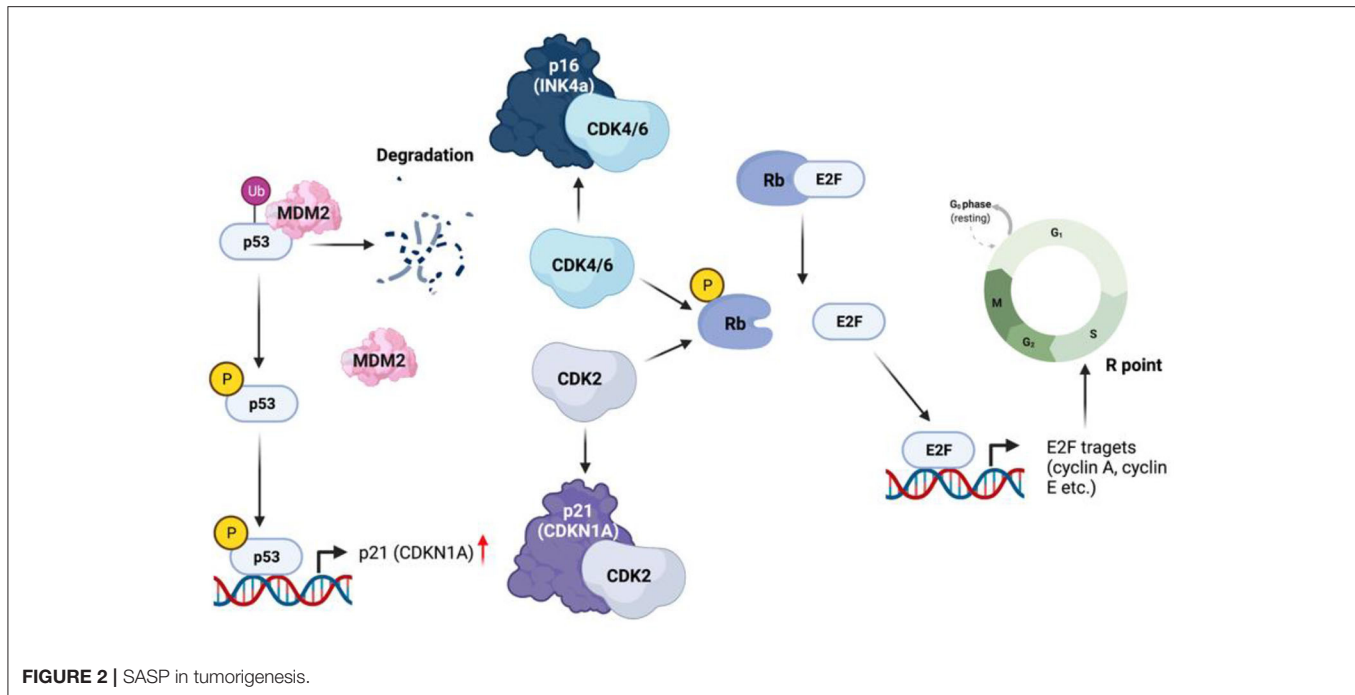 p16
(INK4a)
CDK4/6
Degradation
Ub
MDM2
p53
CDK4/6
Rb
E2F
G₀ phase
(resting)
G₁
M
S
G₂
R point
P
Rb
E2F
MDM2
CDK2
P
p53
E2F
E2F tragets
(cyclin A, cyclin
E etc.)
P
p53
p21 (CDKN1A)
p21
(CDKN1A)
CDK2
FIGURE 2 | SASP in tumorigenesis.